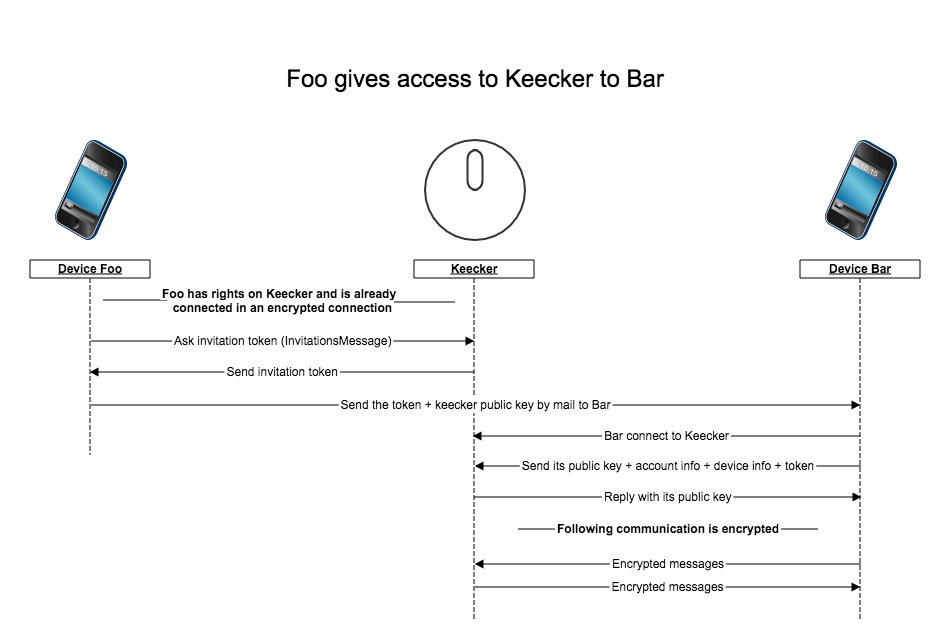 Foo gives access to Keecker to Bar
10:15
10:15
Device Foo
Keecker
Device Bar
Foo has rights on Keecker and is already
connected in an encrypted connection
Ask invitation token (InvitationsMessage)
Send invitation token
Send the token + keecker public key by mail to Bar
Bar connect to Keecker
Send its public key + account info + device info + token
Reply with its public key
Following communication is encrypted
Encrypted messages
Encrypted messages